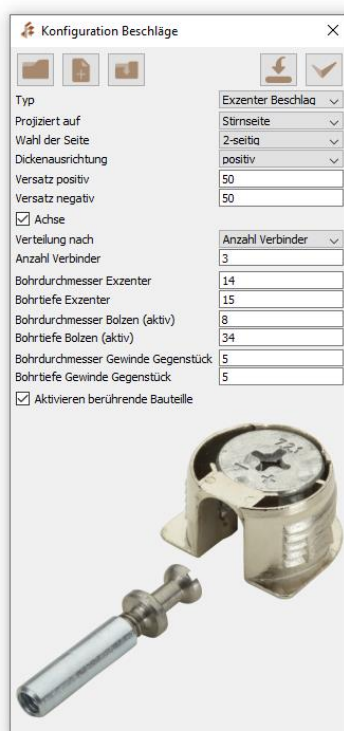 Konfiguration Beschläge
Typ Exzenter Beschlag
Projiziert auf Stirnseite
Wahl der Seite 2-seitig
Dickenausrichtung positiv
Versatz positiv 50
Versatz negativ 50
Achse
Verteilung nach Anzahl Verbinder
Anzahl Verbinder 3
Bohrdurchmesser Exzenter 14
Bohrtiefe Exzenter 15
Bohrdurchmesser Bolzen (aktiv) 8
Bohrtiefe Bolzen (aktiv) 34
Bohrdurchmesser Gewinde Gegenstück 5
Bohrtiefe Gewinde Gegenstück 5
Aktivieren berührende Bauteille